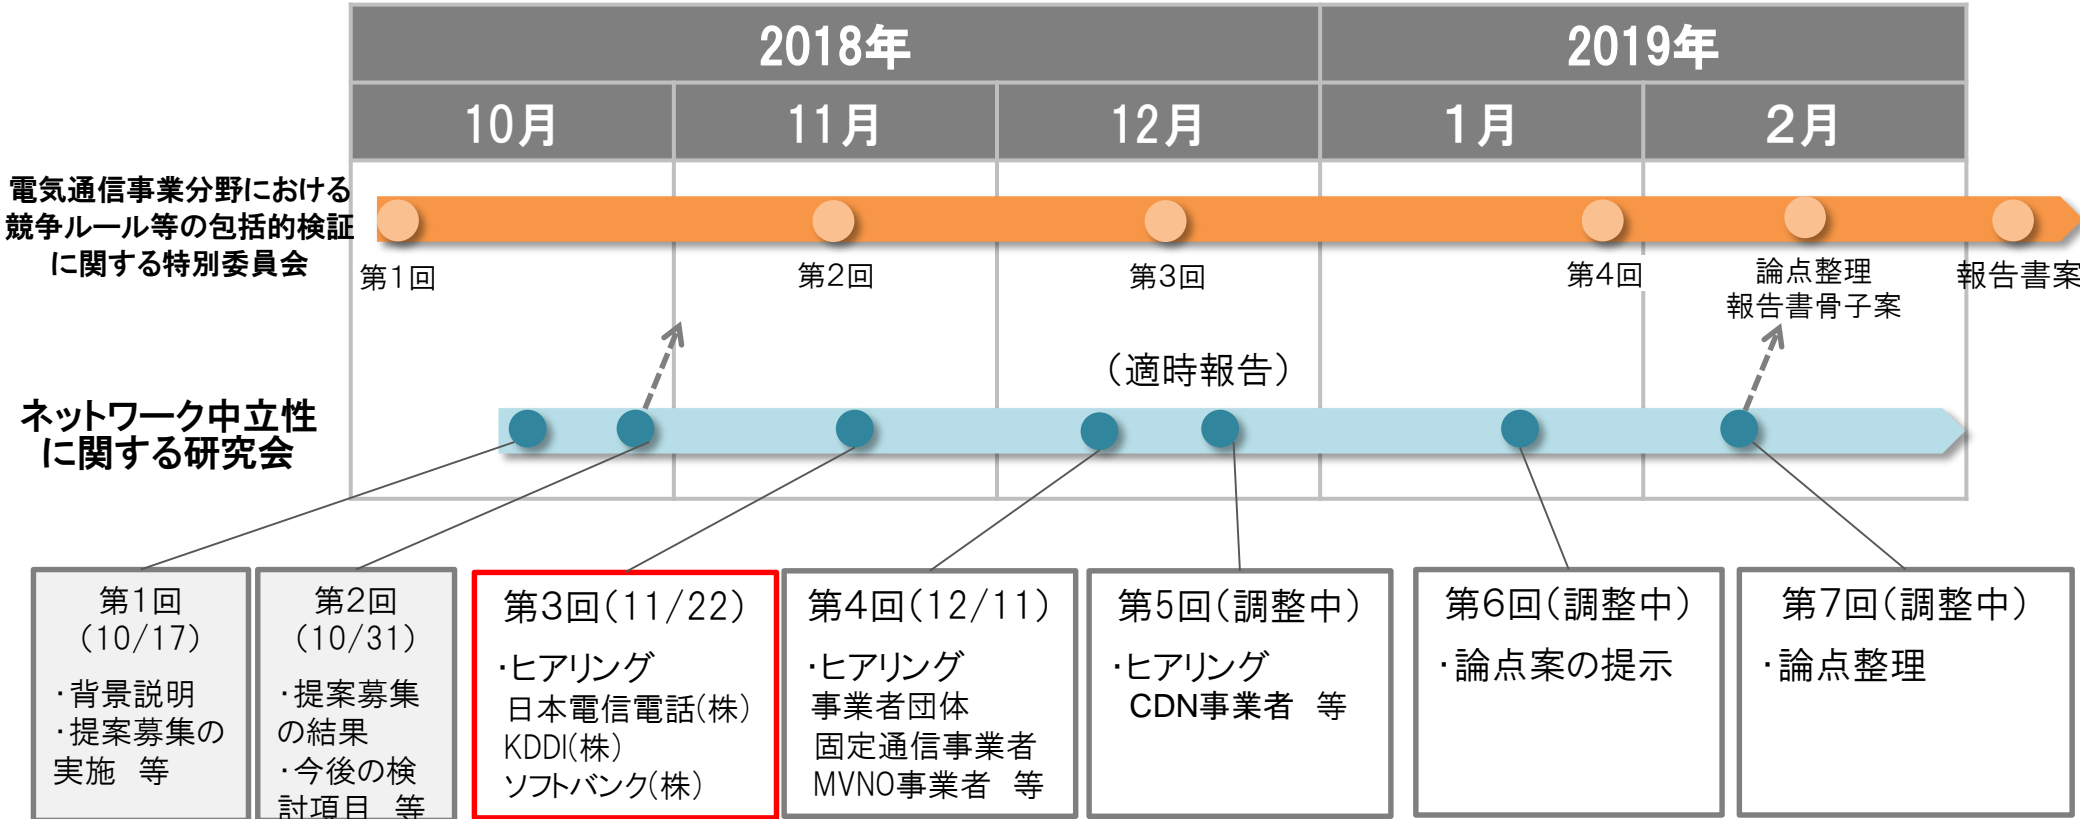 2018年
2019年
10月
11月
12月
1月
2月
電気通信事業分野における
競争ルール等の包括的検証
に関する特別委員会
第1回
第2回
第3回
第4回
論点整理
報告書骨子案
報告書案
(適時報告)
ネットワーク中立性
に関する研究会
第1回
(10/17)
・背景説明
・提案募集の
実施 等
第2回
(10/31)
・提案募集
の結果
・今後の検
討項目 等
第3回(11/22)
・ヒアリング
日本電信電話(株)
KDDI(株)
ソフトバンク(株)
第4回(12/11)
・ヒアリング
事業者団体
固定通信事業者
MVNO事業者 等
第5回(調整中)
・ヒアリング
CDN事業者 等
第6回(調整中)
・論点案の提示
第7回(調整中)
・論点整理